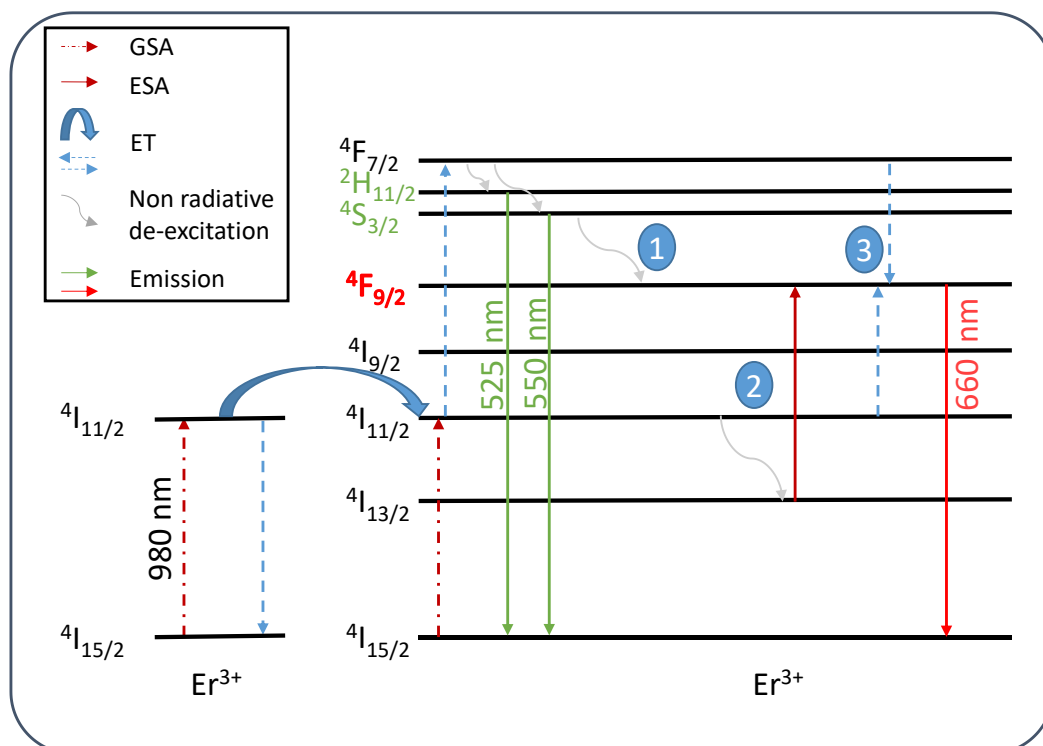 GSA
ESA
ET
Non radiative
de-excitation
Emission
⁴F₇/₂
²H₁₁/₂
⁴S₃/₂
⁴F₉/₂
⁴I₉/₂
⁴I₁₁/₂
⁴I₁₃/₂
⁴I₁₅/₂
Er³⁺
⁴I₁₁/₂
⁴I₁₅/₂
Er³⁺
980 nm
525 nm
550 nm
660 nm
1
2
3